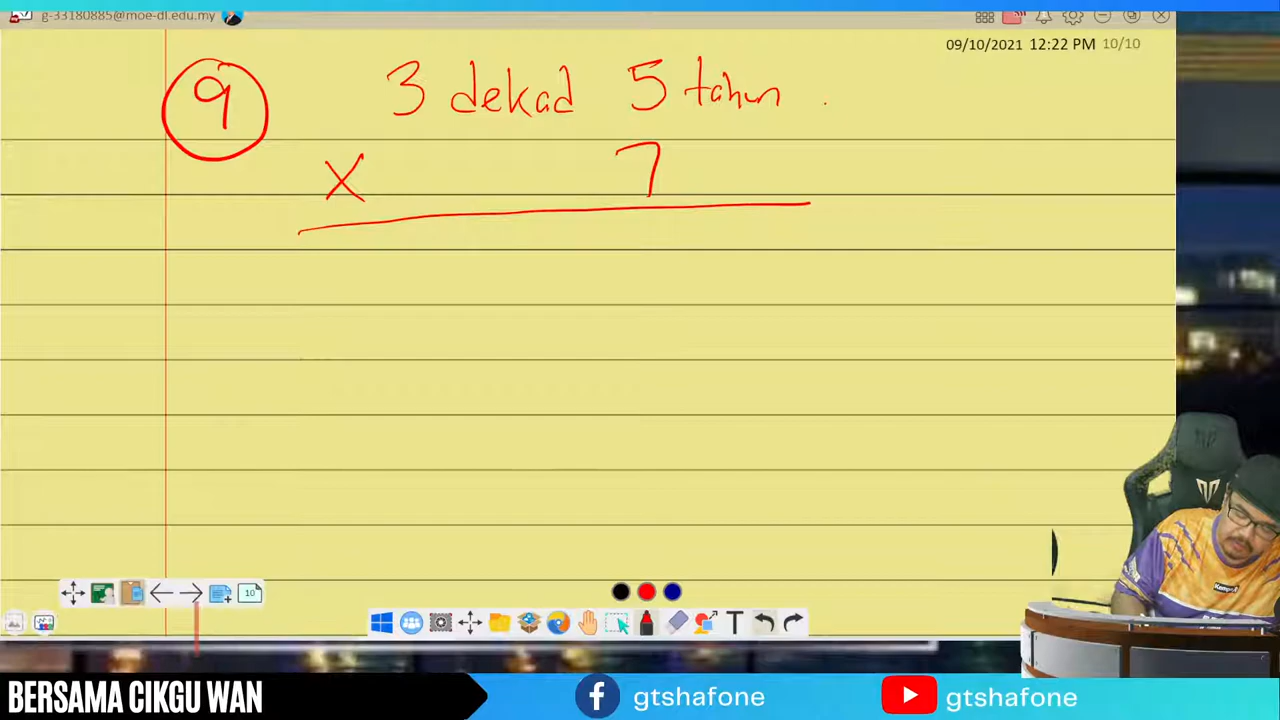 g-33180885@moe-dl.edu.my
09/10/2021 12:22 PM 10/10
9 3 dekad 5 tahun
x 7
10
T
BERSAMA CIKGU WAN
gtshafone
gtshafone